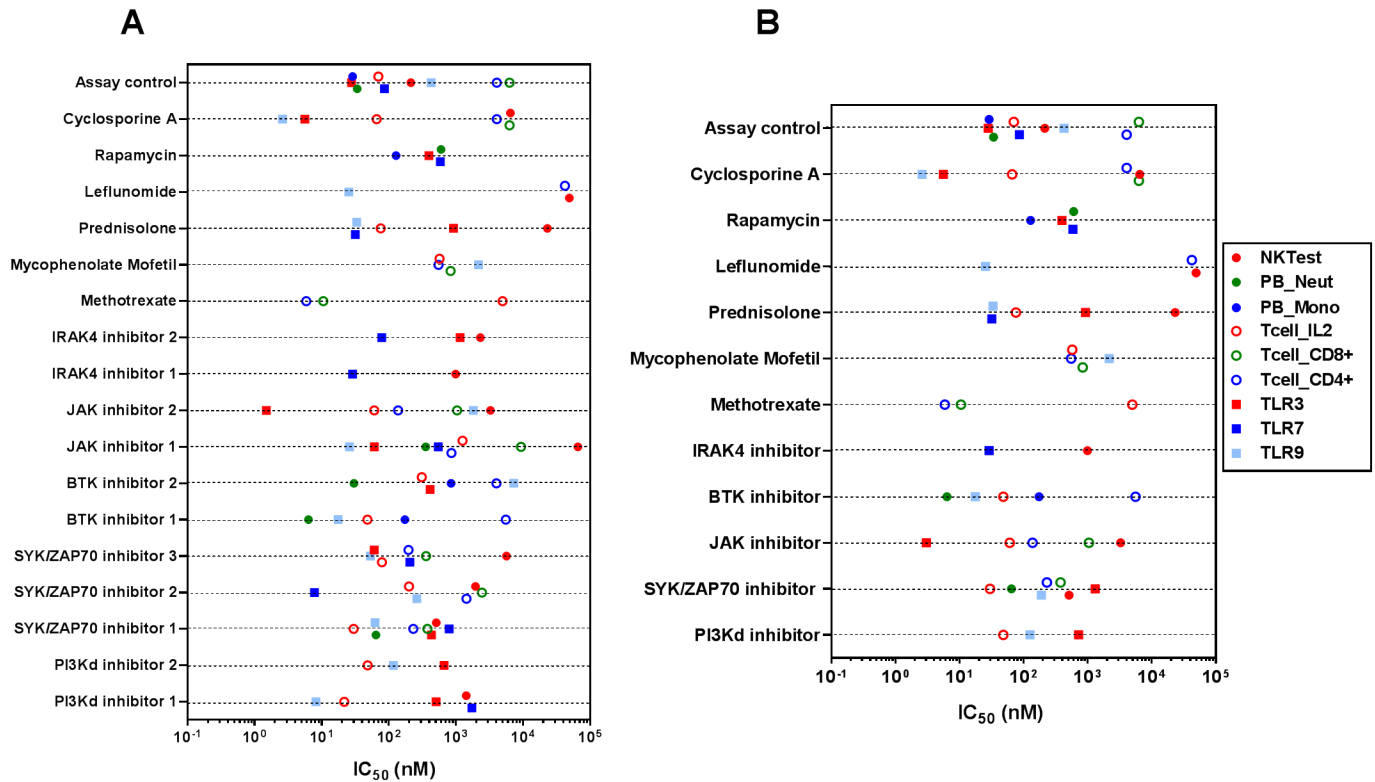 A
Assay control
Cyclosporine A
Rapamycin
Leflunomide
Prednisolone
Mycophenolate Mofetil
Methotrexate
IRAK4 inhibitor 2
IRAK4 inhibitor 1
JAK inhibitor 2
JAK inhibitor 1
BTK inhibitor 2
BTK inhibitor 1
SYK/ZAP70 inhibitor 3
SYK/ZAP70 inhibitor 2
SYK/ZAP70 inhibitor 1
PI3Kd inhibitor 2
PI3Kd inhibitor 1
10⁻¹ 10⁰ 10¹ 10² 10³ 10⁴ 10⁵
IC₅₀ (nM)
B
Assay control
Cyclosporine A
Rapamycin
Leflunomide
Prednisolone
Mycophenolate Mofetil
Methotrexate
IRAK4 inhibitor
BTK inhibitor
JAK inhibitor
SYK/ZAP70 inhibitor
PI3Kd inhibitor
10⁻¹ 10⁰ 10¹ 10² 10³ 10⁴ 10⁵
IC₅₀ (nM)
NKTest
PB_Neut
PB_Mono
Tcell_IL2
Tcell_CD8+
Tcell_CD4+
TLR3
TLR7
TLR9